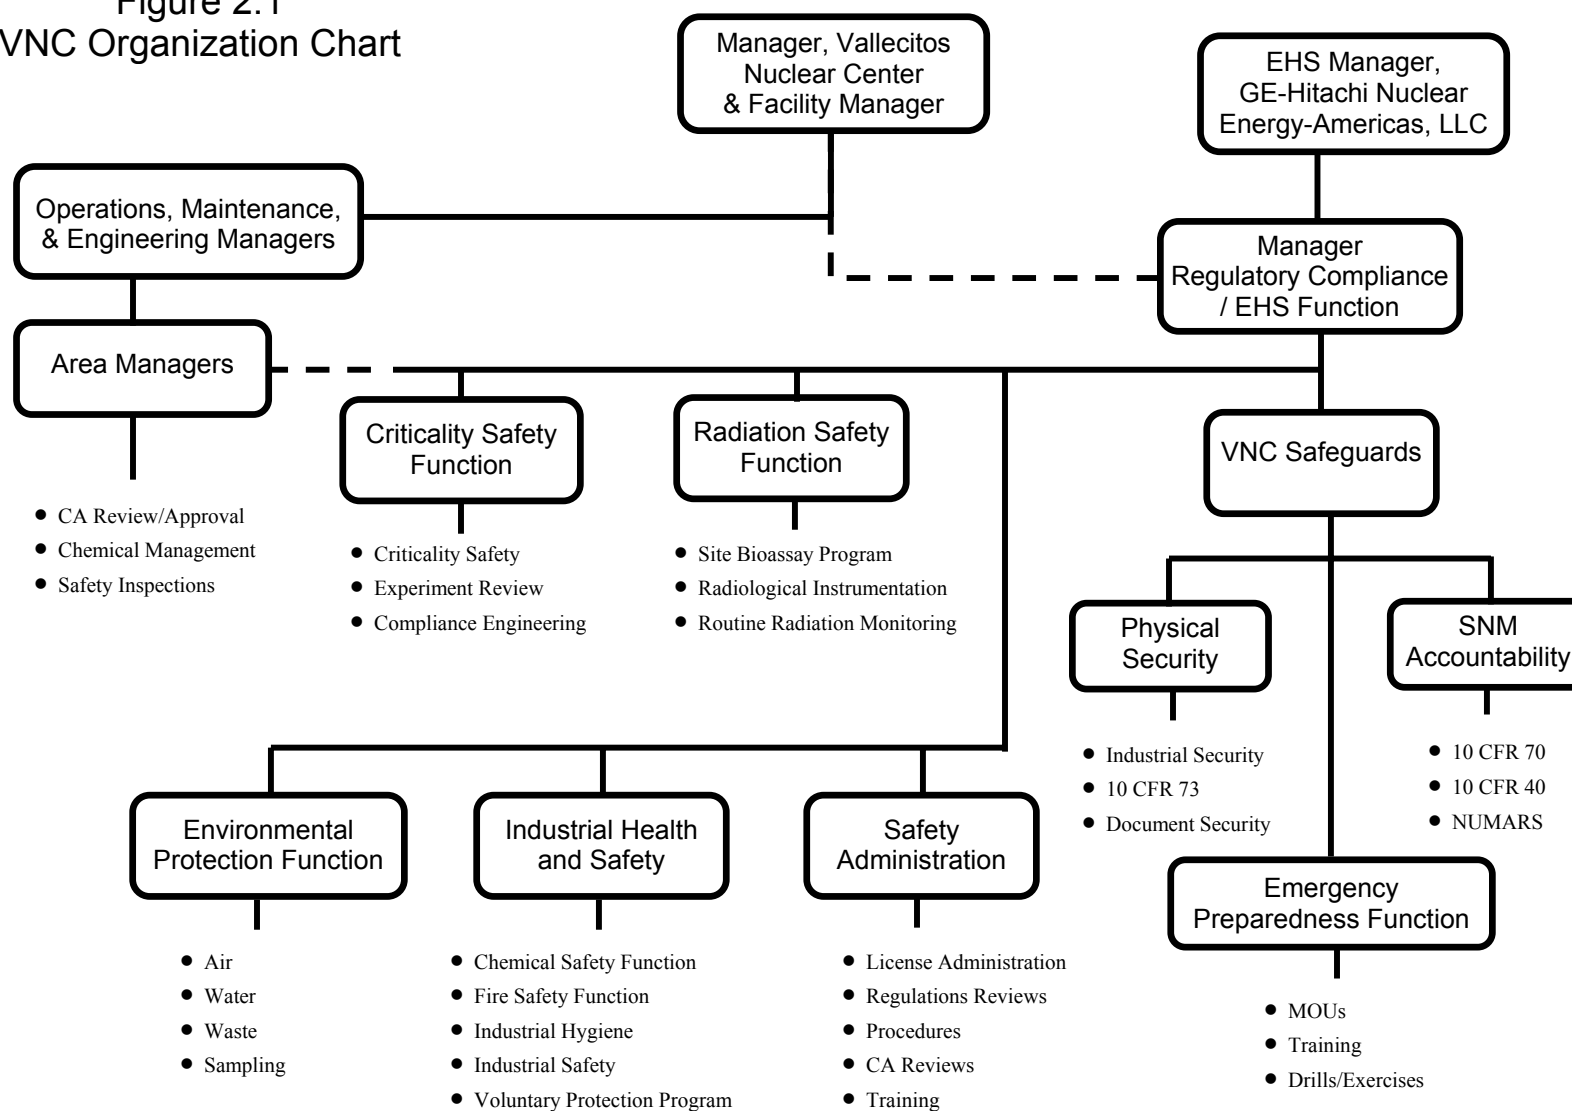 Figure 2.1
VNC Organization Chart
Manager, Vallecitos
Nuclear Center
& Facility Manager
EHS Manager,
GE-Hitachi Nuclear
Energy-Americas, LLC
Operations, Maintenance,
& Engineering Managers
Manager
Regulatory Compliance
/ EHS Function
Area Managers
Criticality Safety
Function
Radiation Safety
Function
VNC Safeguards
• CA Review/Approval
• Chemical Management
• Safety Inspections
• Criticality Safety
• Experiment Review
• Compliance Engineering
• Site Bioassay Program
• Radiological Instrumentation
• Routine Radiation Monitoring
Physical
Security
SNM
Accountability
• Industrial Security
• 10 CFR 73
• Document Security
• 10 CFR 70
• 10 CFR 40
• NUMARS
Environmental
Protection Function
Industrial Health
and Safety
Safety
Administration
Emergency
Preparedness Function
• Air
• Water
• Waste
• Sampling
• Chemical Safety Function
• Fire Safety Function
• Industrial Hygiene
• Industrial Safety
• Voluntary Protection Program
• License Administration
• Regulations Reviews
• Procedures
• CA Reviews
• Training
• MOUs
• Training
• Drills/Exercises